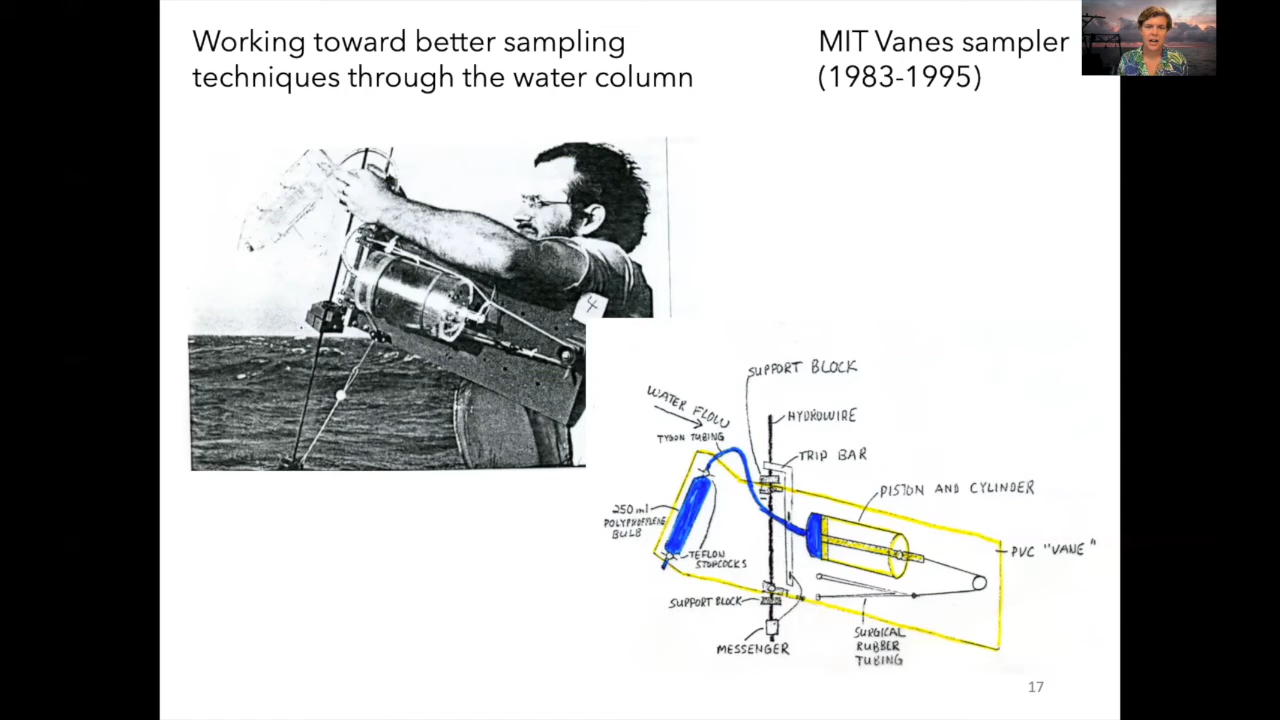 Working toward better sampling
techniques through the water column
MIT Vanes sampler
(1983-1995)
4
SUPPORT BLOCK
WATER FLOW
HYDROWIRE
TYGON TUBING
TRIP BAR
PISTON AND CYLINDER
250 ml
POLYPROPYLENE
BULB
PVC "VANE"
TEFLON
STOPCOCKS
SUPPORT BLOCK
MESSENGER
SURGICAL
RUBBER
TUBING
17